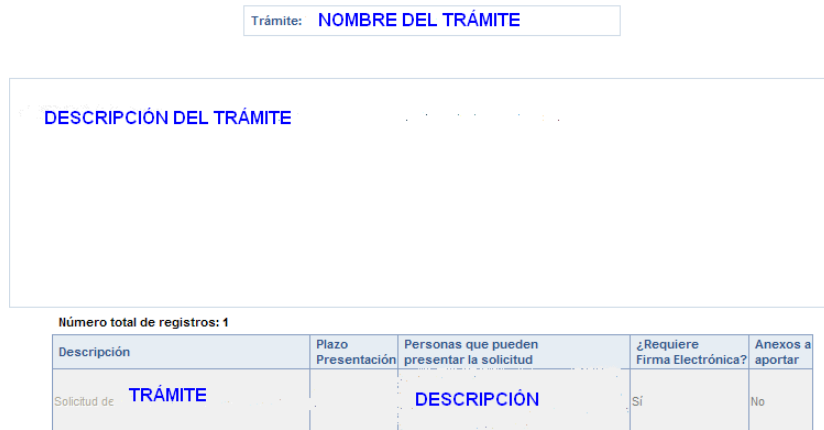 Trámite: NOMBRE DEL TRÁMITE
DESCRIPCIÓN DEL TRÁMITE
Número total de registros: 1
Descripción
Plazo Presentación
Personas que pueden presentar la solicitud
¿Requiere Firma Electrónica?
Anexos a aportar
Solicitud de TRÁMITE
DESCRIPCIÓN
Sí
No